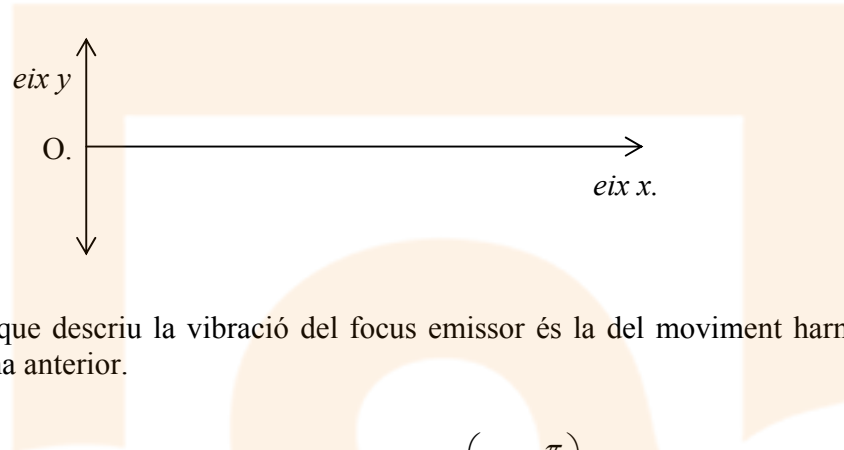 eix y
O.
eix x.
que descriu la vibració del focus emissor és la del moviment harm
a anterior.
( π )